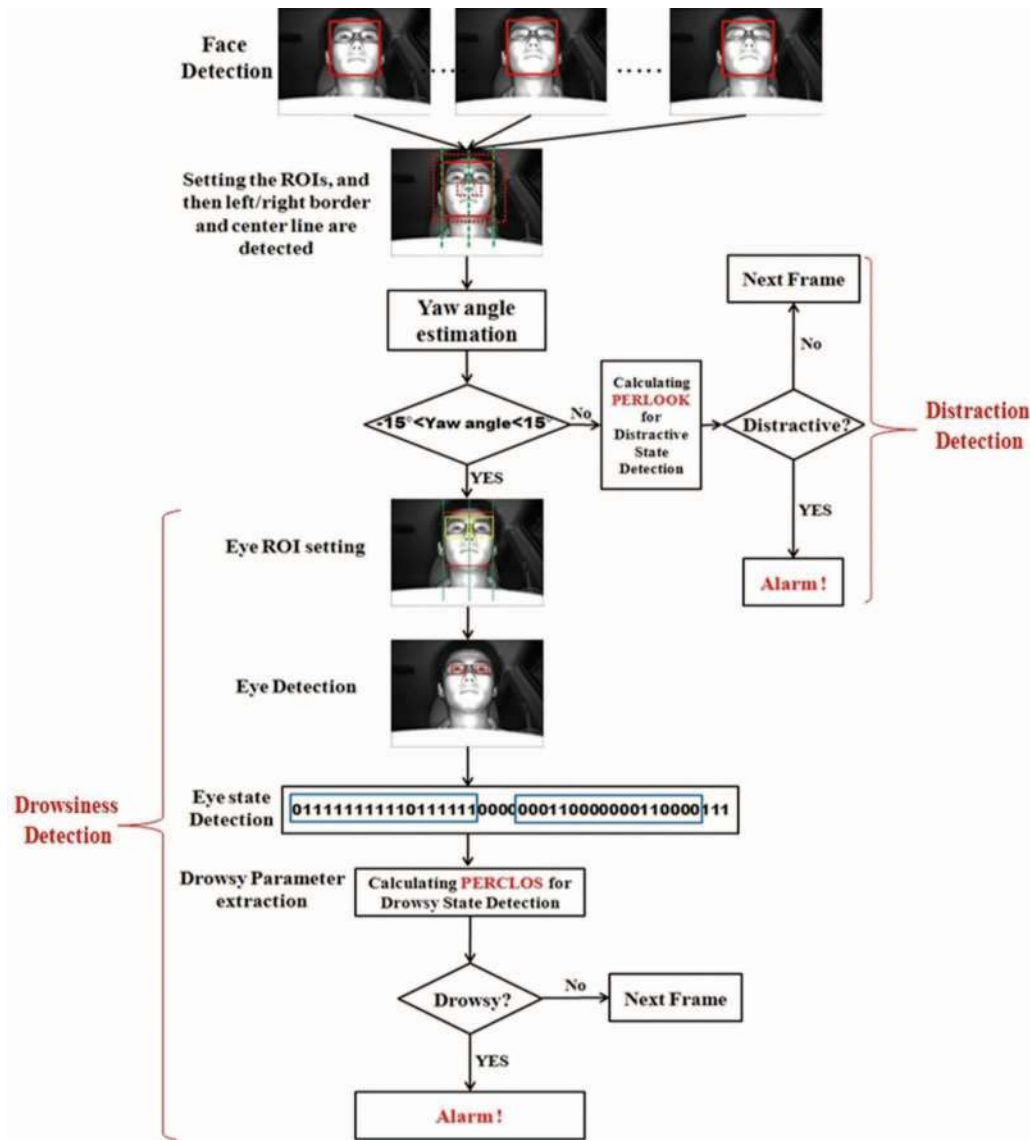 Face
Detection
Setting the ROIs, and
then left/right border
and center line are
detected
Yaw angle
estimation
-15°<Yaw angle<15°
No
YES
Calculating
PERLOOK
for
Distractive
State
Detection
Distractive?
No
Next Frame
YES
Alarm!
Distraction
Detection
Eye ROI setting
Eye Detection
Drowsiness
Detection
Eye state
Detection
Drowsy Parameter
extraction
Calculating PERCLOS for
Drowsy State Detection
Drowsy?
No
Next Frame
YES
Alarm!